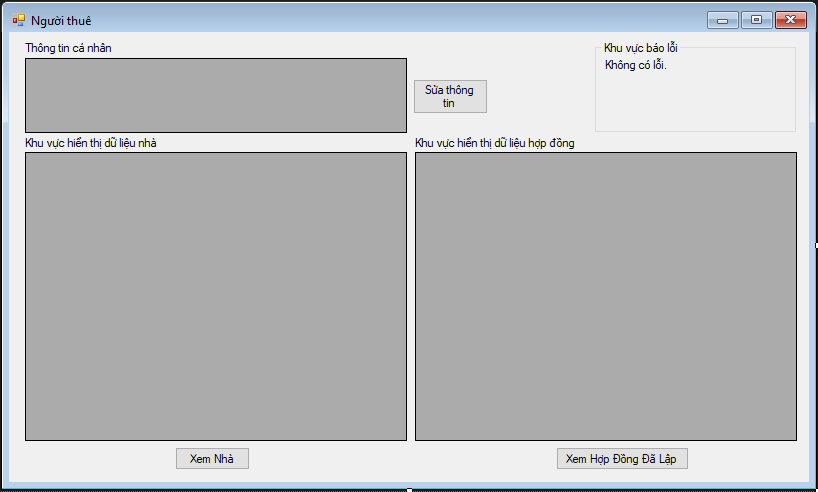 Người thuê
Thông tin cá nhân
Khu vực báo lỗi
Không có lỗi.
Sửa thông
tin
Khu vực hiển thị dữ liệu nhà
Khu vực hiển thị dữ liệu hợp đồng
Xem Nhà
Xem Hợp Đồng Đã Lập